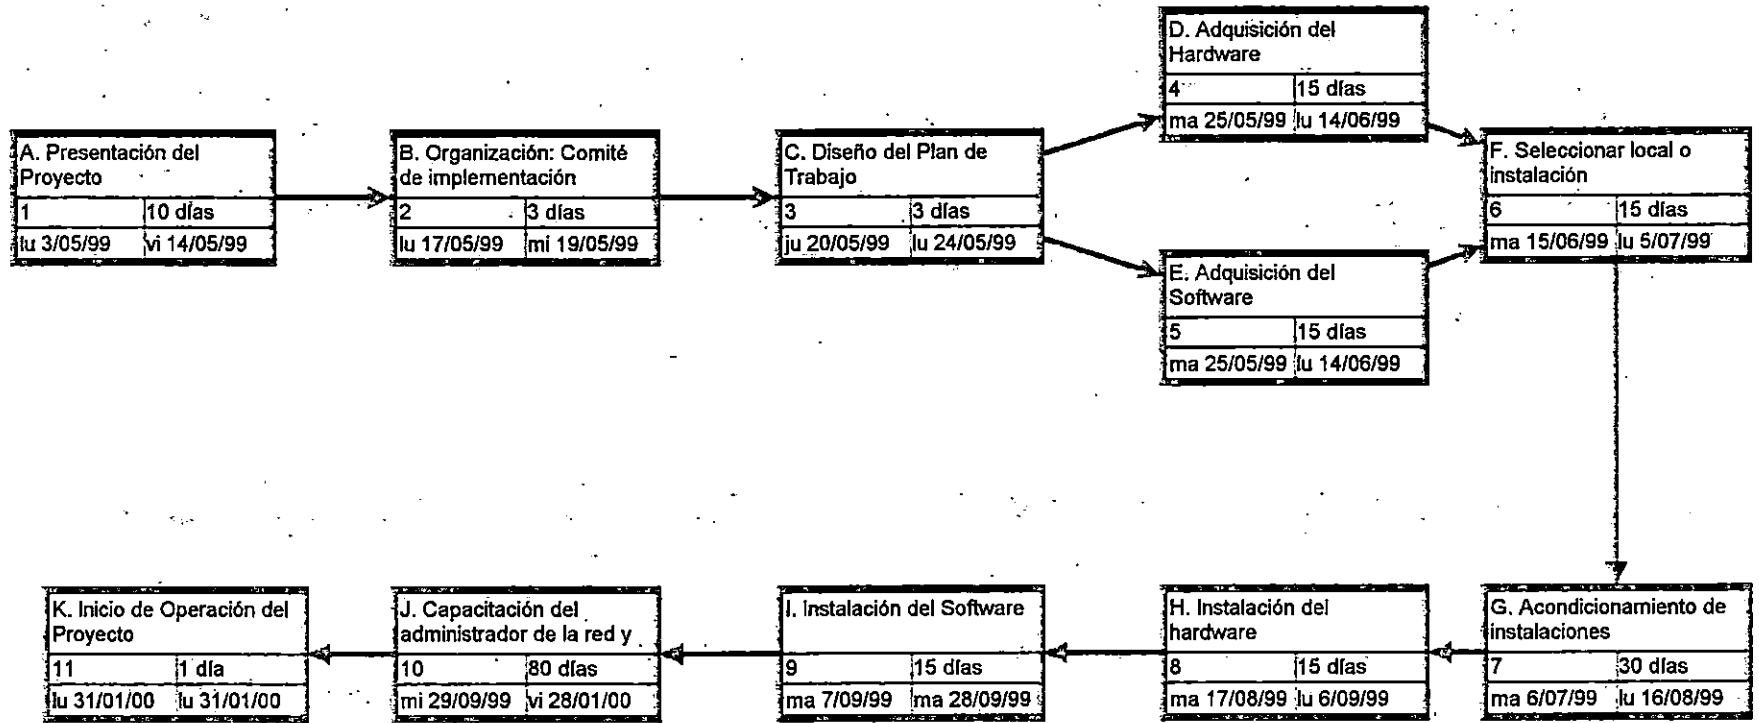 A. Presentación del
Proyecto
1 10 días
lu 3/05/99 vi 14/05/99
B. Organización: Comité
de implementación
2 3 días
lu 17/05/99 mi 19/05/99
C. Diseño del Plan de
Trabajo
3 3 días
ju 20/05/99 lu 24/05/99
D. Adquisición del
Hardware
4 15 días
ma 25/05/99 lu 14/06/99
E. Adquisición del
Software
5 15 días
ma 25/05/99 lu 14/06/99
F. Seleccionar local o
instalación
6 15 días
ma 15/06/99 lu 5/07/99
G. Acondicionamiento de
instalaciones
7 30 días
ma 6/07/99 lu 16/08/99
H. Instalación del
hardware
8 15 días
ma 17/08/99 lu 6/09/99
I. Instalación del Software
9 15 días
ma 7/09/99 ma 28/09/99
J. Capacitación del
administrador de la red y
10 80 días
mi 29/09/99 vi 28/01/00
K. Inicio de Operación del
Proyecto
11 1 día
lu 31/01/00 lu 31/01/00